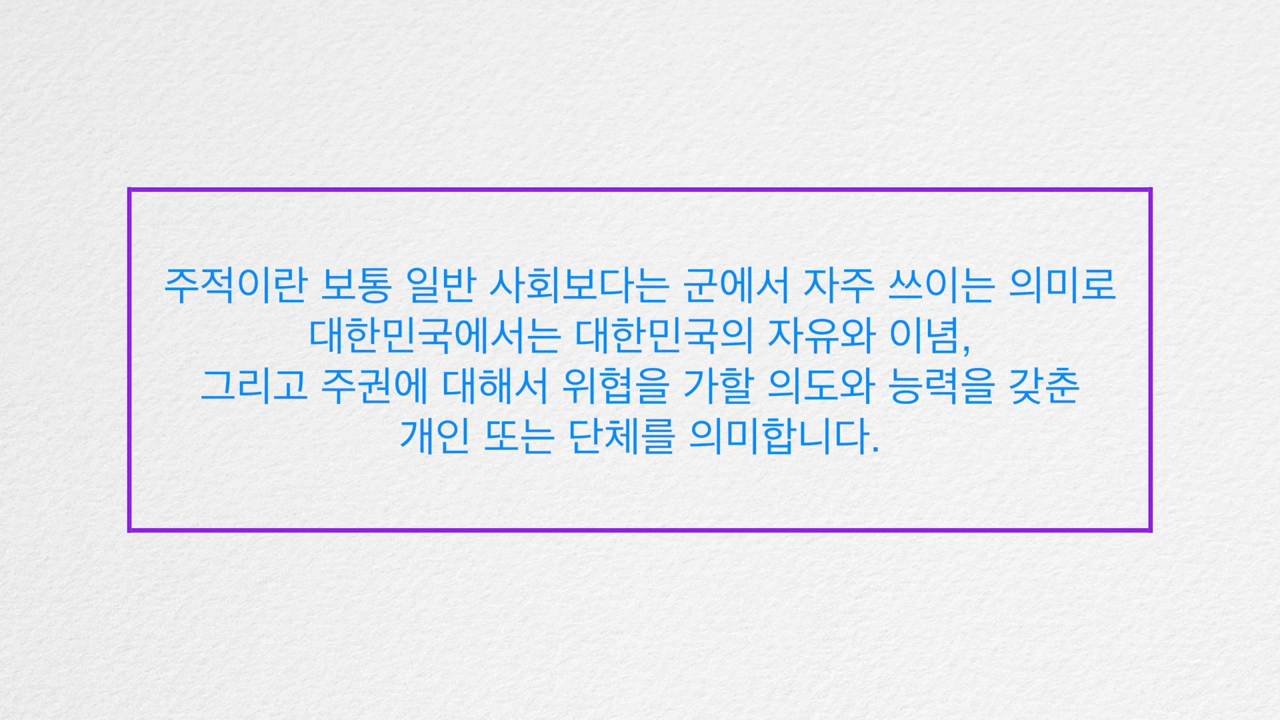 주적이란 보통 일반 사회보다는 군에서 자주 쓰이는 의미로
대한민국에서는 대한민국의 자유와 이념,
그리고 주권에 대해서 위협을 가할 의도와 능력을 갖춘
개인 또는 단체를 의미합니다.